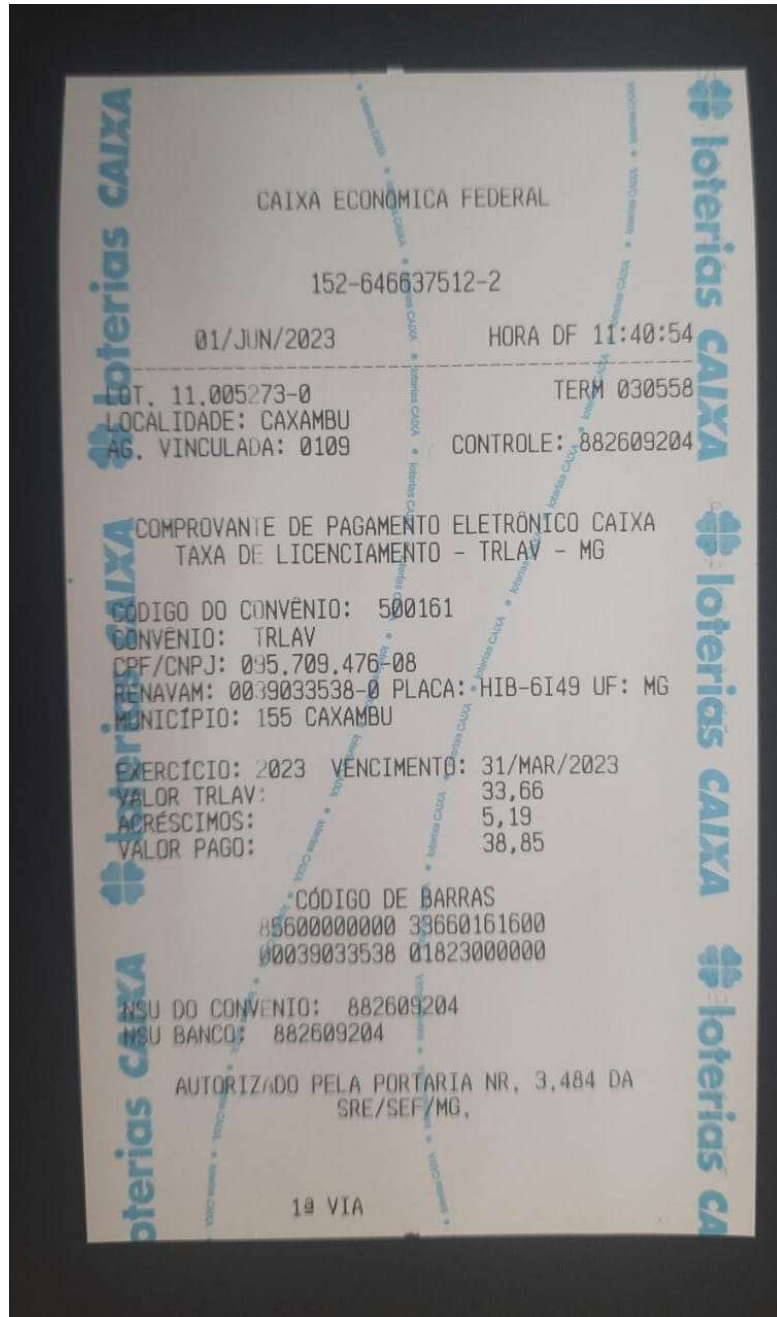 CAIXA ECONÔMICA FEDERAL
152-646637512-2
01/JUN/2023 HORA DF 11:40:54
LOT. 11.005273-0 TERM 030558
LOCALIDADE: CAXAMBU
AG. VINCULADA: 0109 CONTROLE: 882609204
COMPROVANTE DE PAGAMENTO ELETRÔNICO CAIXA
TAXA DE LICENCIAMENTO - TRLAV - MG
CÓDIGO DO CONVÊNIO: 500161
CONVÊNIO: TRLAV
CPF/CNPJ: 095.709.476-08
RENAVAM: 0039033538-0 PLACA: HIB-6I49 UF: MG
MUNICÍPIO: 155 CAXAMBU
EXERCÍCIO: 2023 VENCIMENTO: 31/MAR/2023
VALOR TRLAV: 33,66
ACRÉSCIMOS: 5,19
VALOR PAGO: 38,85
CÓDIGO DE BARRAS
85600000000 33660161600
00039033538 01823000000
NSU DO CONVENIO: 882609204
NSU BANCO: 882609204
AUTORIZADO PELA PORTARIA NR. 3.484 DA
SRE/SEF/MG.
1ª VIA
loterias CAIXA
loterias CAIXA
loterias CAIXA
loterias CAIXA
loterias CA